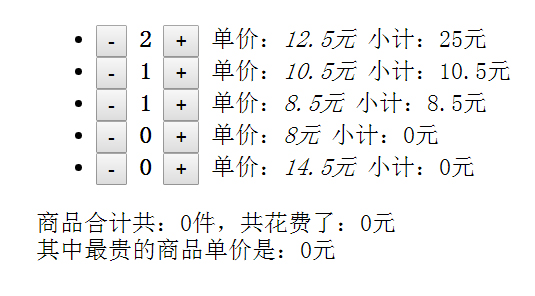 • - 2 + 单价：12.5元 小计：25元
• - 1 + 单价：10.5元 小计：10.5元
• - 1 + 单价：8.5元 小计：8.5元
• - 0 + 单价：8元 小计：0元
• - 0 + 单价：14.5元 小计：0元
商品合计共：0件，共花费了：0元
其中最贵的商品单价是：0元